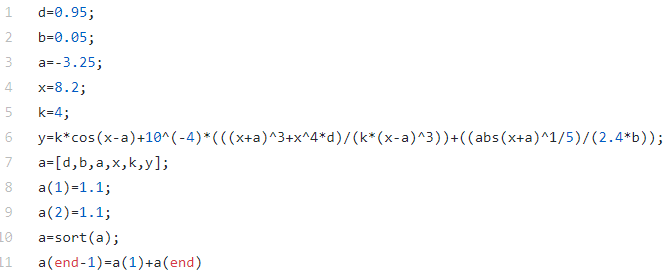 1 d=0.95;
2 b=0.05;
3 a=-3.25;
4 x=8.2;
5 k=4;
6 y=k*cos(x-a)+10^(-4)*(((x+a)^3+x^4*d)/(k*(x-a)^3))+((abs(x+a)^1/5)/(2.4*b));
7 a=[d,b,a,x,k,y];
8 a(1)=1.1;
9 a(2)=1.1;
10 a=sort(a);
11 a(end-1)=a(1)+a(end)